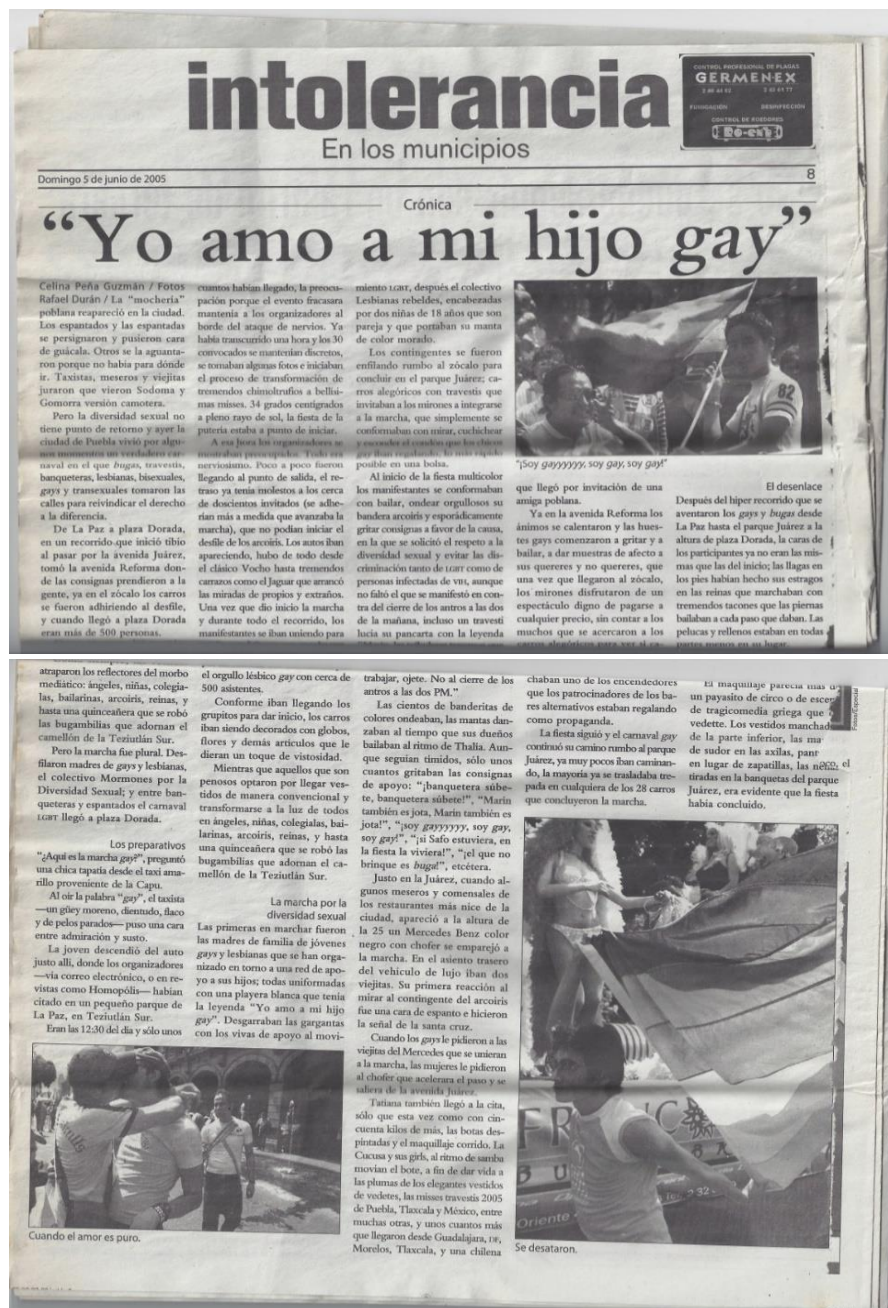 intolerancia
En los municipios
CONTROL PROFESIONAL DE PLAGAS
GERMENEX
FUMIGACIÓN
DESINFECCIÓN
CONTROL DE ROEDORES
Domingo 5 de junio de 2005
8
Crónica
“Yo amo a mi hijo gay”
Celina Peña Guzmán / Fotos
Rafael Durán / La “mochería”
poblana reapareció en la ciudad.
Los espantados y las espantadas
se persignaron y pusieron cara
de guácala. Otros se la aguanta-
ron porque no había para dónde
ir. Taxistas, meseros y viejitas
juraron que vieron Sodoma y
Gomorra versión camotera.
Pero la diversidad sexual no
tiene punto de retorno y ayer la
ciudad de Puebla vivió por algu-
nos momentos un verdadero car-
naval en el que bugas, travestis,
banqueteras, lesbianas, bisexuales,
gays y transexuales tomaron las
calles para reivindicar el derecho
a la diferencia.
De La Paz a plaza Dorada,
en un recorrido que inició tibio
al pasar por la avenida Juárez,
tomó la avenida Reforma don-
de las consignas prendieron a la
gente, ya en el zócalo los carros
se fueron adhiriendo al desfile,
y cuando llegó a plaza Dorada
eran más de 500 personas.
atraparon los reflectores del morbo
mediático: ángeles, niñas, colegia-
las, bailarinas, arcoiris, reinas, y
hasta una quinceañera que se robó
las bugambilias que adornan el
camellón de la Teziutlán Sur.
Pero la marcha fue plural. Des-
filaron madres de gays y lesbianas,
el colectivo Mormones por la
Diversidad Sexual; y entre ban-
queteras y espantados el carnaval
LGBT llegó a plaza Dorada.
Los preparativos
“¿Aquí es la marcha gay?”, preguntó
una chica tapatía desde el taxi ama-
rillo proveniente de la Capu.
Al oír la palabra “gay”, el taxista
—un güey moreno, dientudo, flaco
y de pelos parados— puso una cara
entre admiración y susto.
La joven descendió del auto
justo allí, donde los organizadores
—vía correo electrónico, o en re-
vistas como Homopólis— habían
citado en un pequeño parque de
La Paz, en Teziutlán Sur.
Eran las 12:30 del día y sólo unos
cuantos habían llegado, la preocu-
pación porque el evento fracasara
mantenía a los organizadores al
borde del ataque de nervios. Ya
había transcurrido una hora y los 30
convocados se mantenían discretos,
se tomaban algunas fotos e iniciaban
el proceso de transformación de
tremendos chimoltrufios a bellísi-
mas misses. 34 grados centígrados
a pleno rayo de sol, la fiesta de la
putería estaba a punto de iniciar.
A esa hora los organizadores se
mostraban preocupados. Todo era
nerviosismo. Poco a poco fueron
llegando al punto de salida, el re-
traso ya tenía molestos a los cerca
de doscientos invitados (se adhe-
rían más a medida que avanzaba la
marcha), que no podían iniciar el
desfile de los arcoiris. Los autos iban
apareciendo, hubo de todo desde
el clásico Vocho hasta tremendos
carrazos como el Jaguar que arrancó
las miradas de propios y extraños.
Una vez que dio inicio la marcha
y durante todo el recorrido, los
manifestantes se iban uniendo para
el orgullo lésbico gay con cerca de
500 asistentes.
Conforme iban llegando los
grupitos para dar inicio, los carros
iban siendo decorados con globos,
flores y demás artículos que le
dieran un toque de vistosidad.
Mientras que aquellos que son
penosos optaron por llegar ves-
tidos de manera convencional y
transformarse a la luz de todos
en ángeles, niñas, colegialas, bai-
larinas, arcoiris, reinas, y hasta
una quinceañera que se robó las
bugambilias que adornan el ca-
mellón de la Teziutlán Sur.
La marcha por la
diversidad sexual
Las primeras en marchar fueron
las madres de familia de jóvenes
gays y lesbianas que se han orga-
nizado en torno a una red de apo-
yo a sus hijos; todas uniformadas
con una playera blanca que tenía
la leyenda “Yo amo a mi hijo
gay”. Desgarraban las gargantas
con los vivas de apoyo al movi-
miento LGBT, después el colectivo
Lesbianas rebeldes, encabezadas
por dos niñas de 18 años que son
pareja y que portaban su manta
de color morado.
Los contingentes se fueron
enfilando rumbo al zócalo para
concluir en el parque Juárez; ca-
rros alegóricos con travestis que
invitaban a los mirones a integrarse
a la marcha, que simplemente se
conformaban con mirar, cuchichear
y esconder el condón que los chicos
gay iban regalando, lo más rápido
posible en una bolsa.
Al inicio de la fiesta multicolor
los manifestantes se conformaban
con bailar, ondear orgulloso su
bandera arcoiris y esporádicamente
gritar consignas a favor de la causa,
en la que se solicitó el respeto a la
diversidad sexual y evitar las dis-
criminación tanto de LGBT como de
personas infectadas de VIH, aunque
no faltó el que se manifestó en con-
tra del cierre de los antros a las dos
de la mañana, incluso un travesti
lucía su pancarta con la leyenda
trabajar, ojete. No al cierre de los
antros a las dos PM.”
Las cientos de banderitas de
colores ondeaban, las mantas dan-
zaban al tiempo que sus dueños
bailaban al ritmo de Thalía. Aun-
que seguían tímidos, sólo unos
cuantos gritaban las consignas
de apoyo: “¡banquetera súbe-
te, banquetera súbete!”, “Marín
también es jota, Marín también es
jota!”, “¡soy gayyyyyy, soy gay,
soy gay!”, “¡si Safo estuviera, en
la fiesta la viviera!”, “¡el que no
brinque es buga!”, etcétera.
Justo en la Juárez, cuando al-
gunos meseros y comensales de
los restaurantes más nice de la
ciudad, apareció a la altura de
la 25 un Mercedes Benz color
negro con chofer se emparejó a
la marcha. En el asiento trasero
del vehículo de lujo iban dos
viejitas. Su primera reacción al
mirar al contingente del arcoiris
fue una cara de espanto e hicieron
la señal de la santa cruz.
Cuando los gays le pidieron a las
viejitas del Mercedes que se unieran
a la marcha, las mujeres le pidieron
al chofer que acelerara el paso y se
saliera de la avenida Juárez.
Tatiana también llegó a la cita,
sólo que esta vez como con cin-
cuenta kilos de más, las botas des-
pintadas y el maquillaje corrido. La
Cucusa y sus girls, al ritmo de samba
movían el bote, a fin de dar vida a
las plumas de los elegantes vestidos
de vedetes, las misses travestis 2005
de Puebla, Tlaxcala y México, entre
muchas otras, y unos cuantos más
que llegaron desde Guadalajara, DF,
Morelos, Tlaxcala, y una chilena
82
“¡Soy gayyyyyy, soy gay, soy gay!”
que llegó por invitación de una
amiga poblana.
Ya en la avenida Reforma los
ánimos se calentaron y las hues-
tes gays comenzaron a gritar y a
bailar, a dar muestras de afecto a
sus quereres y no quereres, que
una vez que llegaron al zócalo,
los mirones disfrutaron de un
espectáculo digno de pagarse a
cualquier precio, sin contar a los
muchos que se acercaron a los
carros alegóricos para ver si ca-
chaban uno de los encendedores
que los patrocinadores de los ba-
res alternativos estaban regalando
como propaganda.
La fiesta siguió y el carnaval gay
continuó su camino rumbo al parque
Juárez, ya muy pocos iban caminan-
do, la mayoría ya se trasladaba tre-
pada en cualquiera de los 28 carros
que concluyeron la marcha.
El desenlace
Después del hiper recorrido que se
aventaron los gays y bugas desde
La Paz hasta el parque Juárez a la
altura de plaza Dorada, la caras de
los participantes ya no eran las mis-
mas que las del inicio; las llagas en
los pies habían hecho sus estragos
en las reinas que marchaban con
tremendos tacones que las piernas
bailaban a cada paso que daban. Las
pelucas y rellenos estaban en todas
partes menos en su lugar.
El maquillaje parecía más d
un payasito de circo o de escen
de tragicomedia griega que
vedette. Los vestidos manchad
de la parte inferior, las ma
de sudor en las axilas, pant
en lugar de zapatillas, las
tiradas en la banquetas del parque
Juárez, era evidente que la fiesta
había concluido.
Fotos/Especial
Cuando el amor es puro.
Oriente
Se desataron.